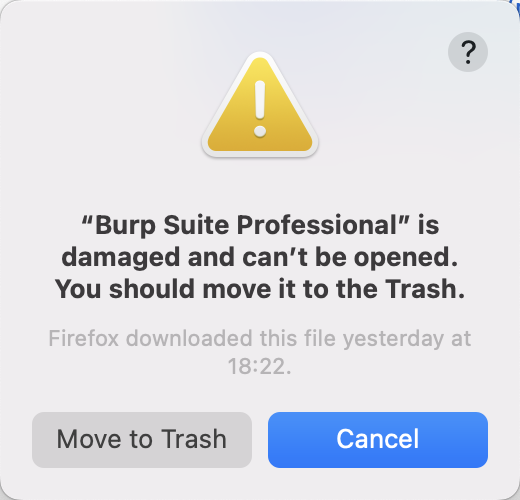 ?
“Burp Suite Professional” is
damaged and can’t be opened.
You should move it to the Trash.
Firefox downloaded this file yesterday at
18:22.
Move to Trash
Cancel